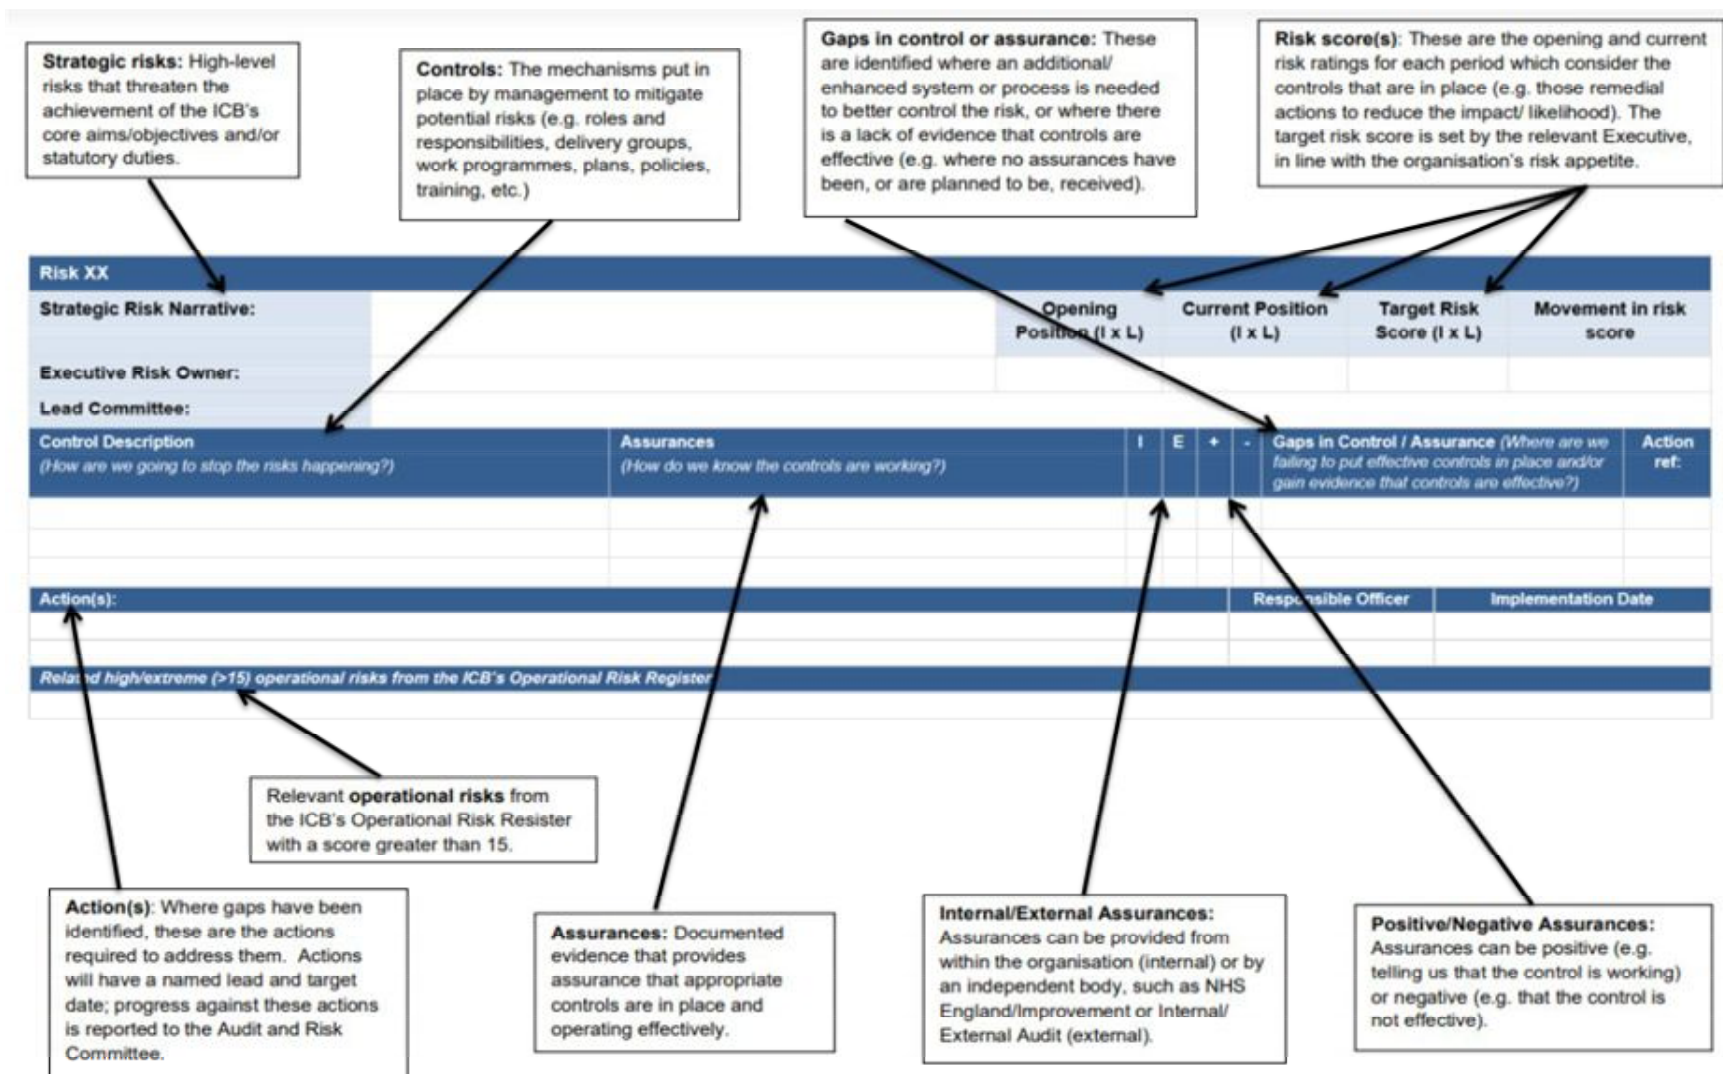 Strategic risks: High-level
risks that threaten the
achievement of the ICB's
core aims/objectives and/or
statutory duties.
Controls: The mechanisms put in
place by management to mitigate
potential risks (e.g. roles and
responsibilities, delivery groups,
work programmes, plans, policies,
training, etc.)
Gaps in control or assurance: These
are identified where an additional/
enhanced system or process is needed
to better control the risk, or where there
is a lack of evidence that controls are
effective (e.g. where no assurances have
been, or are planned to be, received).
Risk score(s): These are the opening and current
risk ratings for each period which consider the
controls that are in place (e.g. those remedial
actions to reduce the impact/ likelihood). The
target risk score is set by the relevant Executive,
in line with the organisation's risk appetite.
Risk XX
Strategic Risk Narrative:
Opening
Position (I x L)
Current Position
(I x L)
Target Risk
Score (I x L)
Movement in risk
score
Executive Risk Owner:
Lead Committee:
Control Description
(How are we going to stop the risks happening?)
Assurances
(How do we know the controls are working?)
I
E
+
-
Gaps in Control / Assurance (Where are we
failing to put effective controls in place and/or
gain evidence that controls are effective?)
Action
ref:
Action(s):
Responsible Officer
Implementation Date
Related high/extreme (>15) operational risks from the ICB's Operational Risk Register
Relevant operational risks from
the ICB's Operational Risk Resister
with a score greater than 15.
Action(s): Where gaps have been
identified, these are the actions
required to address them. Actions
will have a named lead and target
date; progress against these actions
is reported to the Audit and Risk
Committee.
Assurances: Documented
evidence that provides
assurance that appropriate
controls are in place and
operating effectively.
Internal/External Assurances:
Assurances can be provided from
within the organisation (internal) or by
an independent body, such as NHS
England/Improvement or Internal/
External Audit (external).
Positive/Negative Assurances:
Assurances can be positive (e.g.
telling us that the control is working)
or negative (e.g. that the control is
not effective).